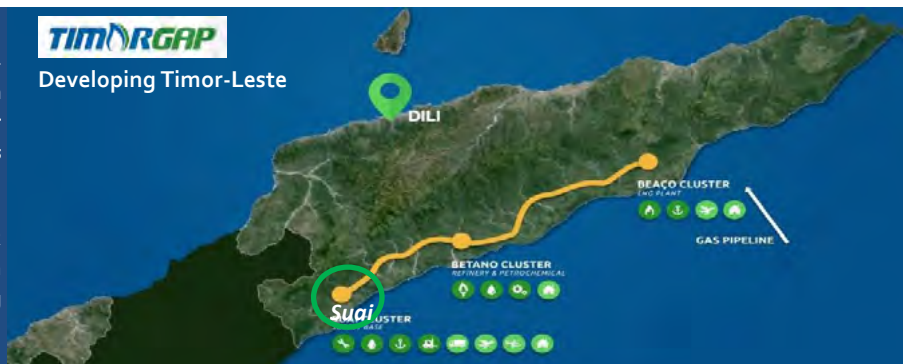 TIMORGAP
Developing Timor-Leste
DILI
BEAÇO CLUSTER
LNG PLANT
GAS PIPELINE
BETANO CLUSTER
REFINERY & PETROCHEMICAL
Suai
CLUSTER
BASE